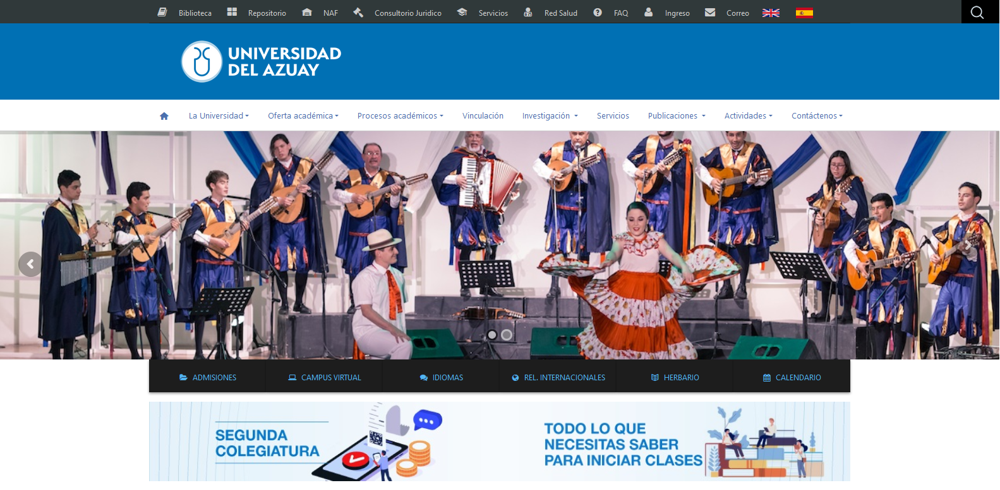 Biblioteca
Repositorio
NAF
Consultorio Juridico
Servicios
Red Salud
FAQ
Ingreso
Correo
UNIVERSIDAD
DEL AZUAY
La Universidad
Oferta académica
Procesos académicos
Vinculación
Investigación
Servicios
Publicaciones
Actividades
Contáctenos
ADMISIONES
CAMPUS VIRTUAL
IDIOMAS
REL. INTERNACIONALES
HERBARIO
CALENDARIO
SEGUNDA
COLEGIATURA
TODO LO QUE
NECESITAS SABER
PARA INICIAR CLASES